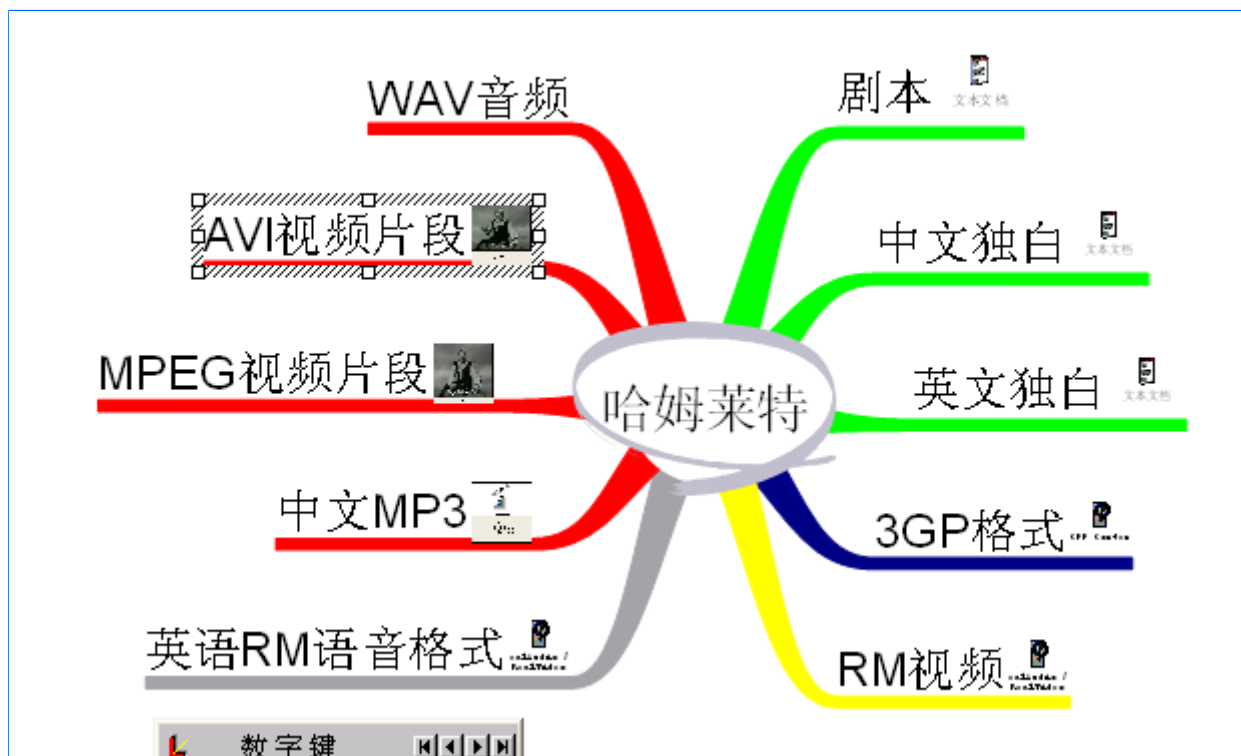 WAV音频
剧本
文本文档
AVI视频片段
中文独白
文本文档
MPEG视频片段
哈姆莱特
英文独白
文本文档
中文MP3
3GP格式
英语RM语音格式
RM视频
数字键